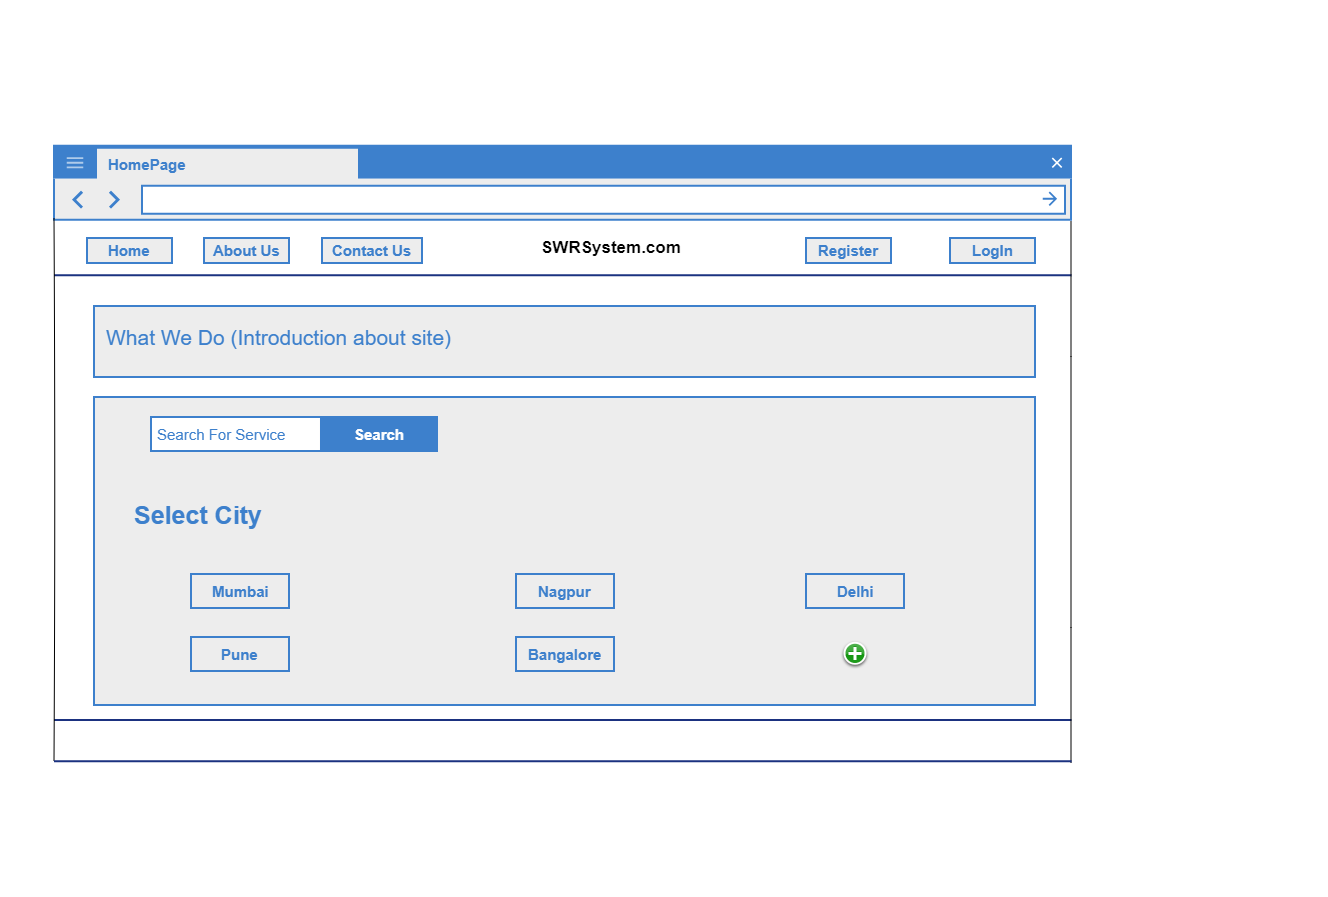 HomePage
Home About Us Contact Us SWRSystem.com Register LogIn
What We Do (Introduction about site)
Search For Service Search
Select City
Mumbai Nagpur Delhi
Pune Bangalore